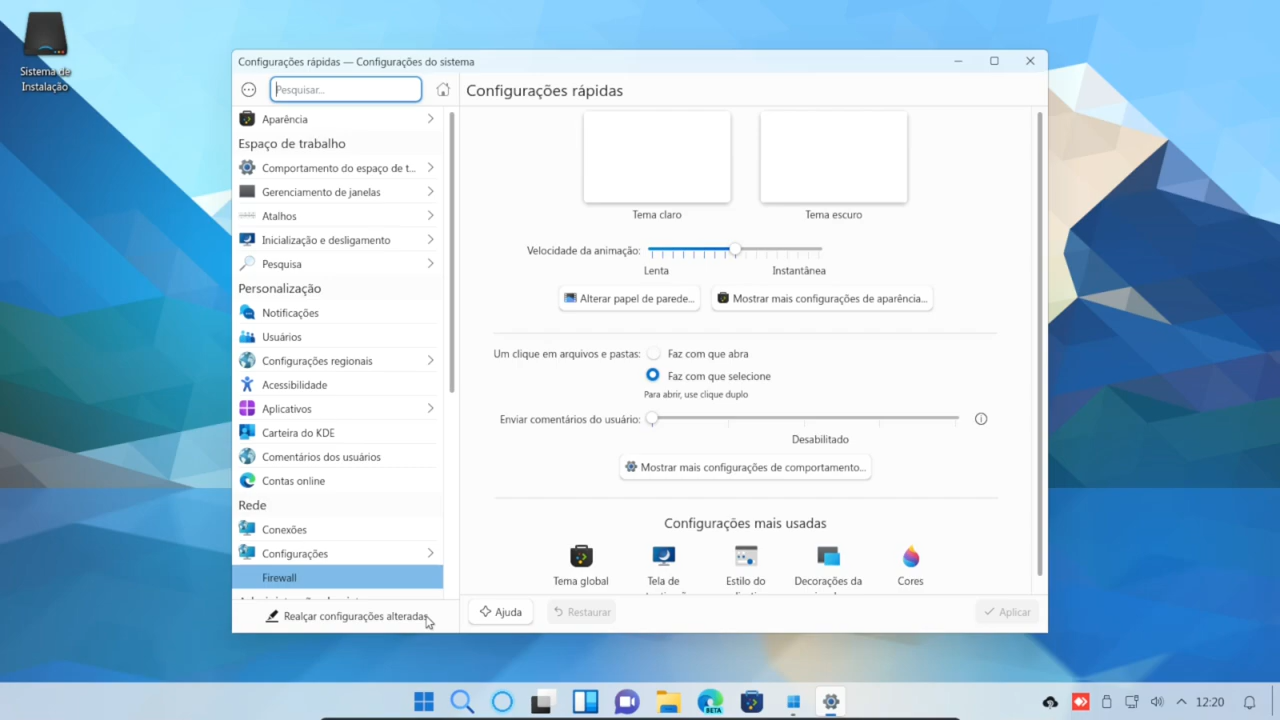 Sistema de
Instalação
Configurações rápidas — Configurações do sistema
Pesquisar...
Configurações rápidas
Aparência
Espaço de trabalho
Comportamento do espaço de t...
Gerenciamento de janelas
Atalhos
Inicialização e desligamento
Pesquisa
Personalização
Notificações
Usuários
Configurações regionais
Acessibilidade
Aplicativos
Carteira do KDE
Comentários dos usuários
Contas online
Rede
Conexões
Configurações
Firewall
Realçar configurações alteradas
Tema claro
Tema escuro
Velocidade da animação:
Lenta
Instantânea
Alterar papel de parede...
Mostrar mais configurações de aparência...
Um clique em arquivos e pastas:
Faz com que abra
Faz com que selecione
Para abrir, use clique duplo
Enviar comentários do usuário:
Desabilitado
Mostrar mais configurações de comportamento...
Configurações mais usadas
Tema global
Tela de
Estilo do
Decorações da
Cores
Ajuda
Restaurar
Aplicar
BETA
12:20